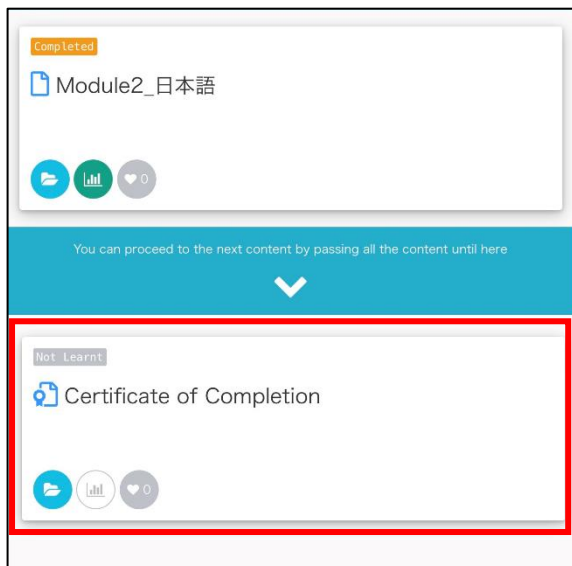 Completed
Module2_日本語
0
You can proceed to the next content by passing all the content until here
Not Learnt
Certificate of Completion
0